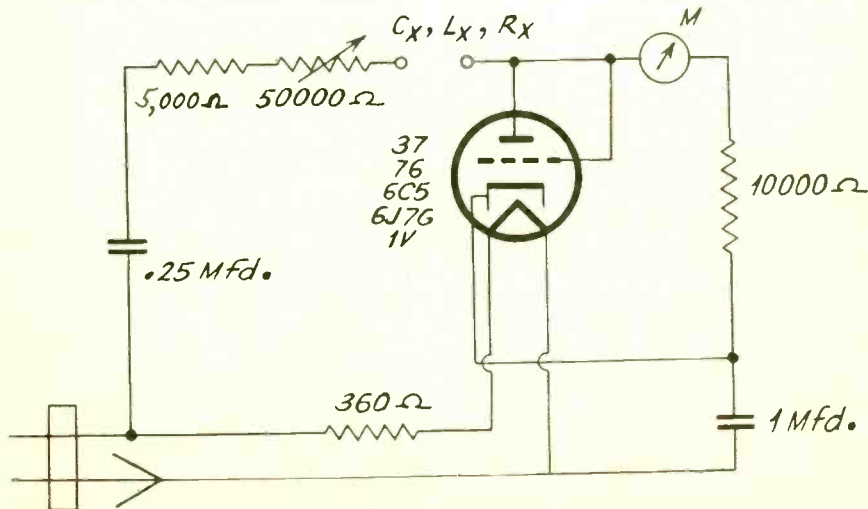 Cx, Lx, Rx
M
5,000Ω
50000Ω
37
76
6C5
6J7G
1V
10000Ω
.25 Mfd.
360Ω
1 Mfd.